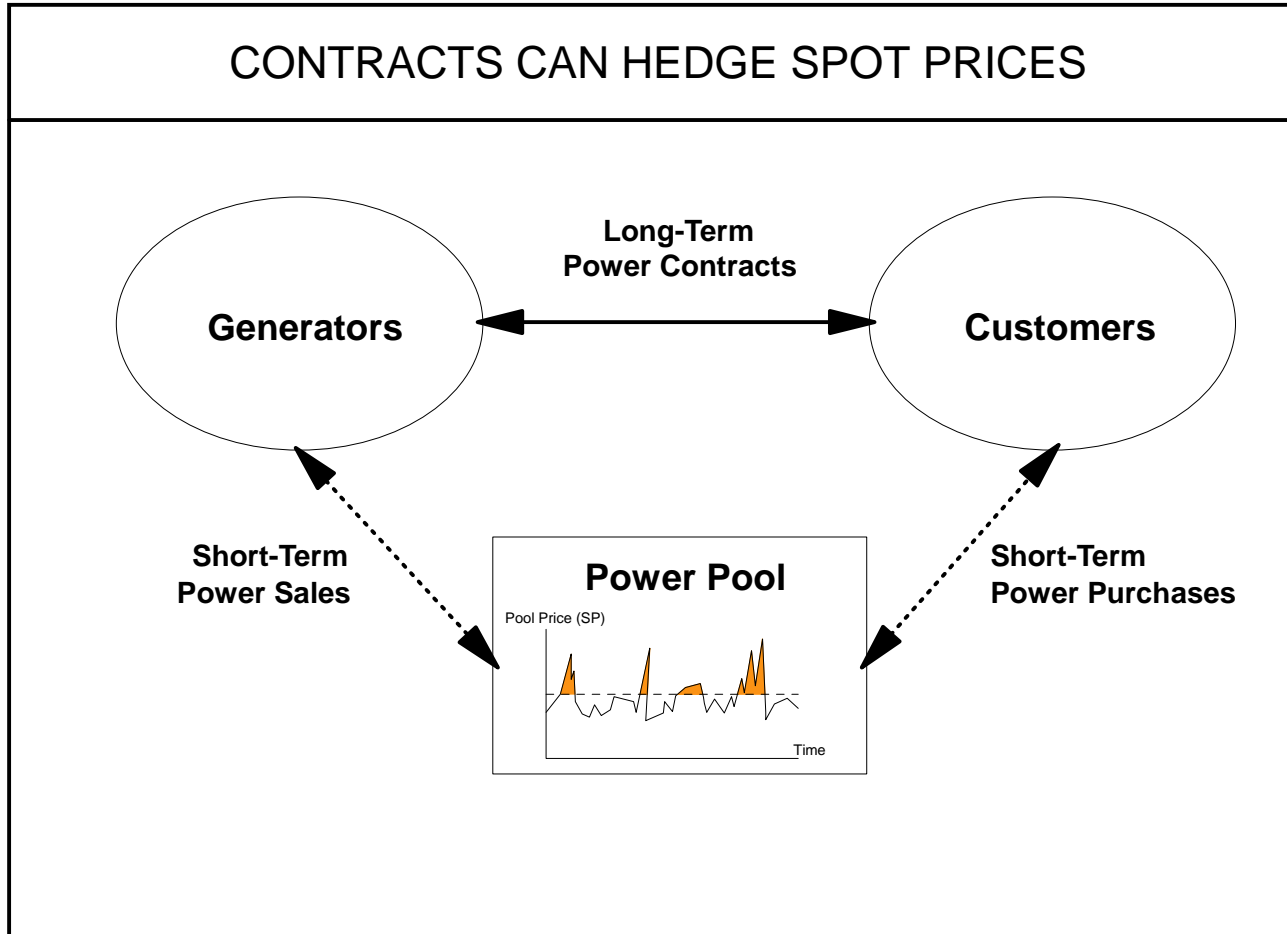 CONTRACTS CAN HEDGE SPOT PRICES
Long-Term
Power Contracts
Generators
Customers
Short-Term
Power Sales
Power Pool
Pool Price (SP)
Time
Short-Term
Power Purchases